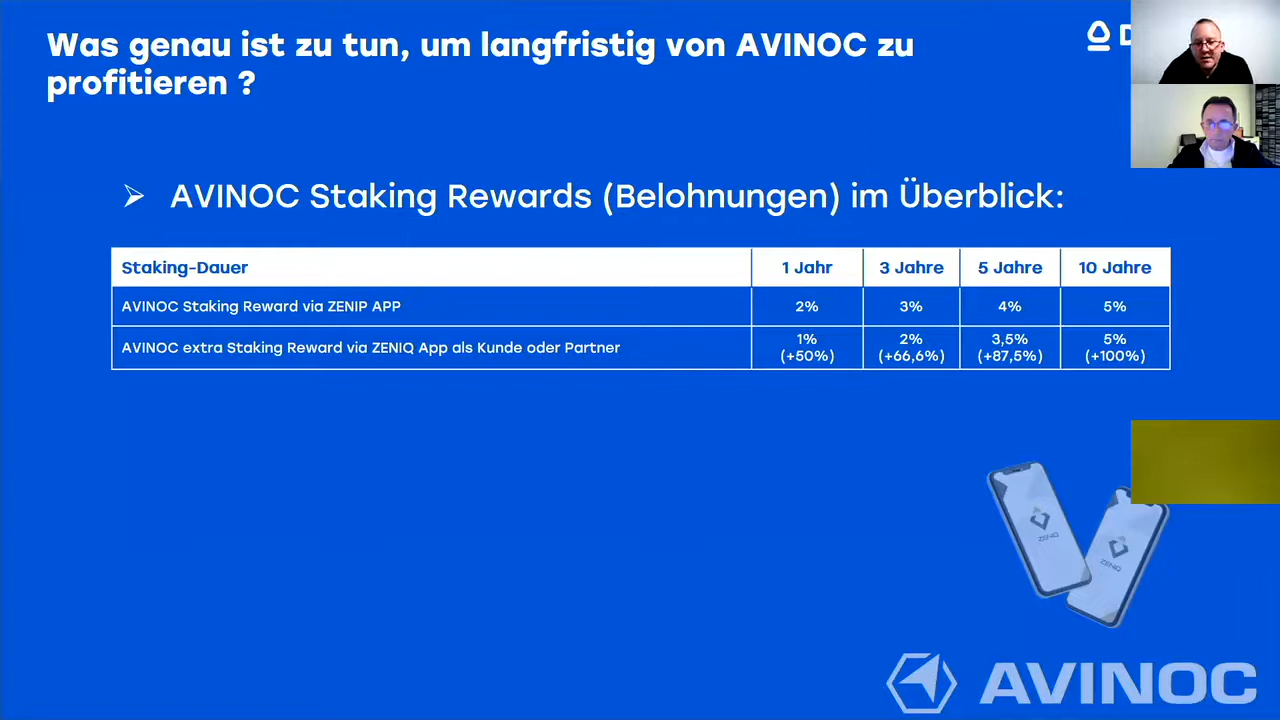 Was genau ist zu tun, um langfristig von AVINOC zu
profitieren ?
D
➢ AVINOC Staking Rewards (Belohnungen) im Überblick:
Staking-Dauer 1 Jahr 3 Jahre 5 Jahre 10 Jahre
AVINOC Staking Reward via ZENIP APP 2% 3% 4% 5%
AVINOC extra Staking Reward via ZENIQ App als Kunde oder Partner 1% 2% 3,5% 5%
(+50%) (+66,6%) (+87,5%) (+100%)
ZENIQ
ZENIQ
AVINOC